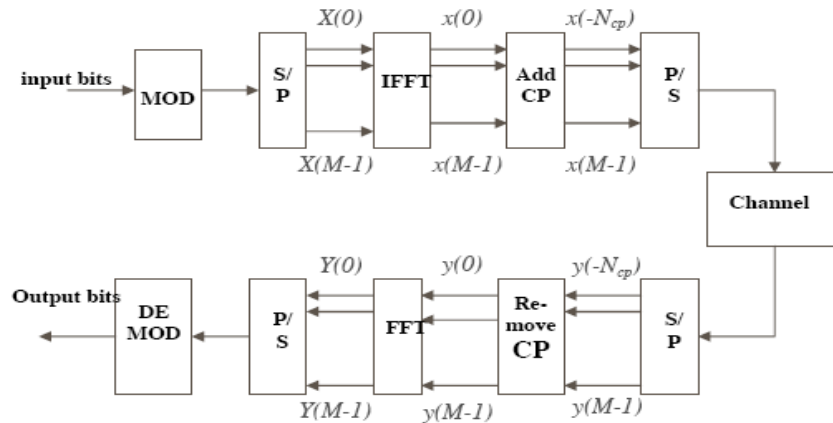 X(0) x(0) x(-Ncp)
input bits
MOD
S/
P
IFFT
Add
CP
P/
S
X(M-1) x(M-1) x(M-1)
Channel
Y(0) y(0) y(-Ncp)
Output bits
DE
MOD
P/
S
FFT
Re-
move
CP
S/
P
Y(M-1) y(M-1) y(M-1)